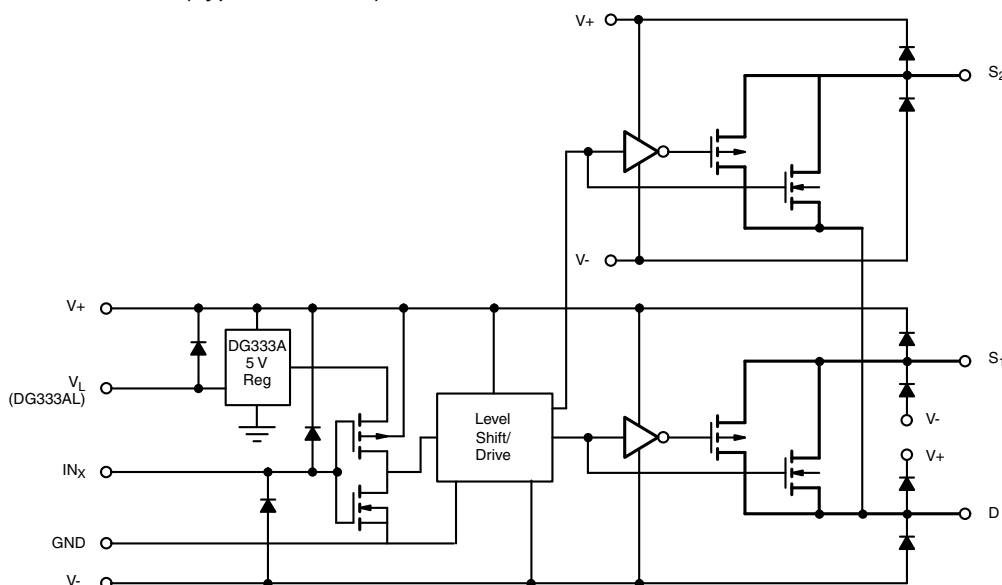 V+
S2
V-
V+
DG333A
5 V
Reg
VL
(DG333AL)
S1
Level
Shift/
Drive
V-
V+
INX
D
GND
V-